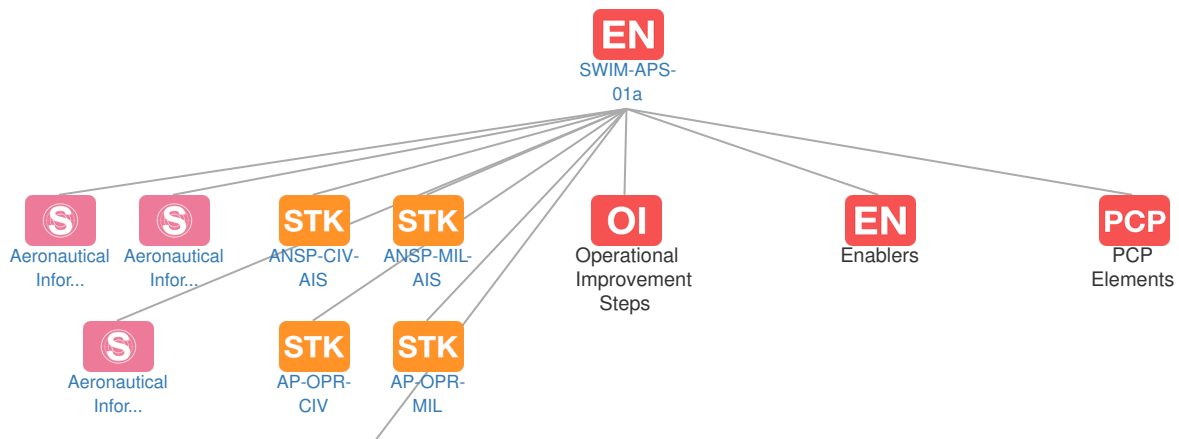 EN
SWIM-APS-
01a
S
S
STK
STK
OI
EN
PCP
Aeronautical
Infor...
Aeronautical
Infor...
ANSP-CIV-
AIS
ANSP-MIL-
AIS
Operational
Improvement
Steps
Enablers
PCP
Elements
S
STK
STK
Aeronautical
Infor...
AP-OPR-
CIV
AP-OPR-
MIL